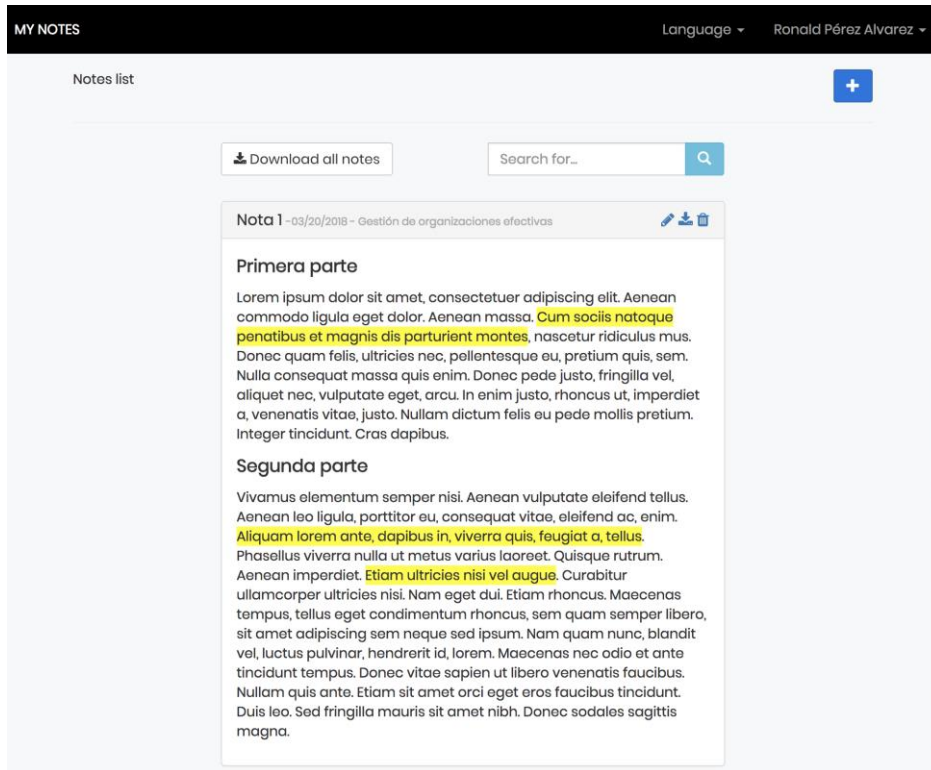 MY NOTES
Language
Ronald Pérez Alvarez
Notes list
Download all notes
Search for...
Nota 1 -03/20/2018 - Gestión de organizaciones efectivas
Primera parte
Lorem ipsum dolor sit amet, consectetuer adipiscing elit. Aenean
commodo ligula eget dolor. Aenean massa. Cum sociis natoque
penatibus et magnis dis parturient montes, nascetur ridiculus mus.
Donec quam felis, ultricies nec, pellentesque eu, pretium quis, sem.
Nulla consequat massa quis enim. Donec pede justo, fringilla vel,
aliquet nec, vulputate eget, arcu. In enim justo, rhoncus ut, imperdiet
a, venenatis vitae, justo. Nullam dictum felis eu pede mollis pretium.
Integer tincidunt. Cras dapibus.
Segunda parte
Vivamus elementum semper nisi. Aenean vulputate eleifend tellus.
Aenean leo ligula, porttitor eu, consequat vitae, eleifend ac, enim.
Aliquam lorem ante, dapibus in, viverra quis, feugiat a, tellus.
Phasellus viverra nulla ut metus varius laoreet. Quisque rutrum.
Aenean imperdiet. Etiam ultricies nisi vel augue. Curabitur
ullamcorper ultricies nisi. Nam eget dui. Etiam rhoncus. Maecenas
tempus, tellus eget condimentum rhoncus, sem quam semper libero,
sit amet adipiscing sem neque sed ipsum. Nam quam nunc, blandit
vel, luctus pulvinar, hendrerit id, lorem. Maecenas nec odio et ante
tincidunt tempus. Donec vitae sapien ut libero venenatis faucibus.
Nullam quis ante. Etiam sit amet orci eget eros faucibus tincidunt.
Duis leo. Sed fringilla mauris sit amet nibh. Donec sodales sagittis
magna.